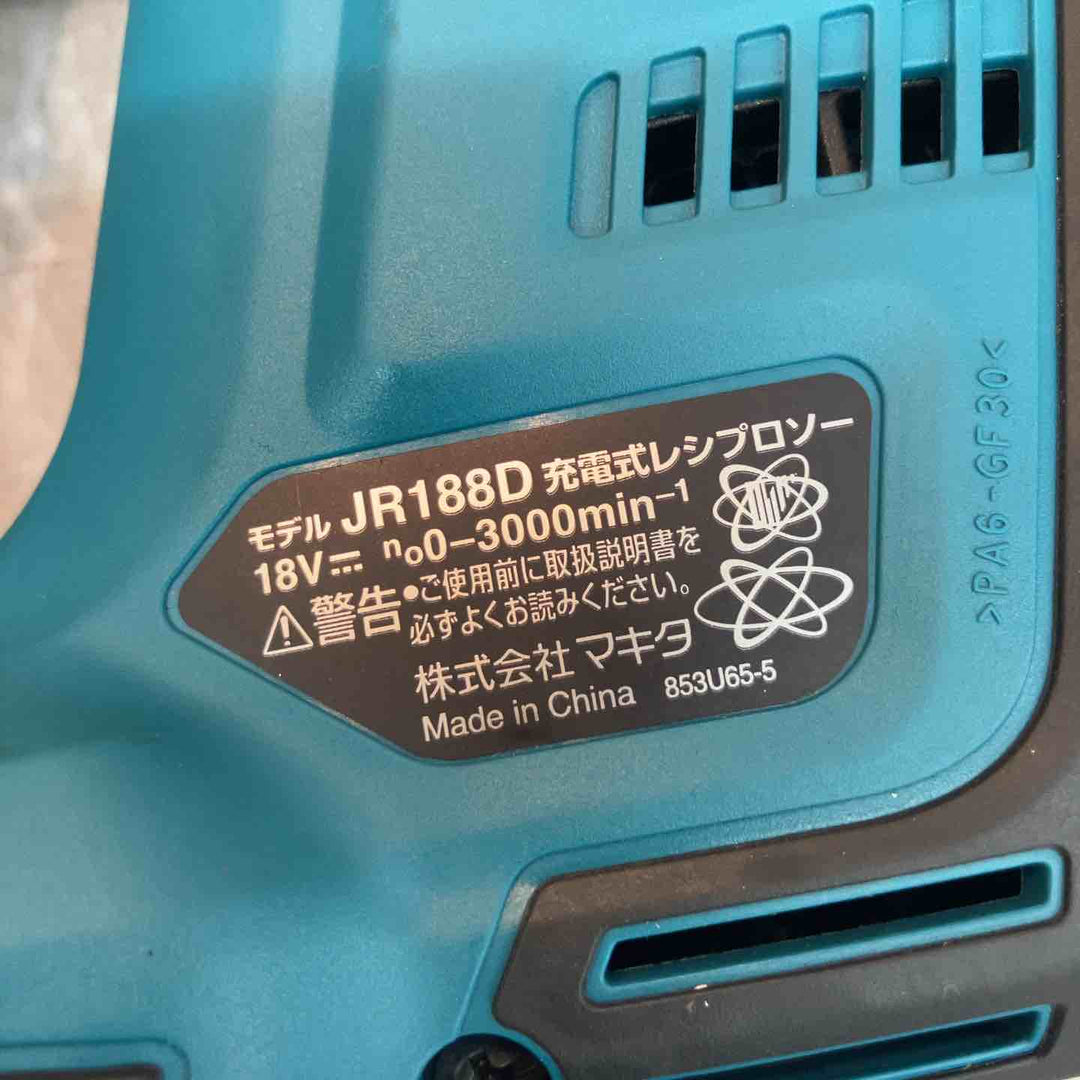 モデル JR188D 充電式レシプロソー
18V⎓ n₀0−3000min⁻¹
⚠警告 •ご使用前に取扱説明書を
必ずよくお読みください。
株式会社 マキタ
Made in China 853U65-5
>PA6-GF30<